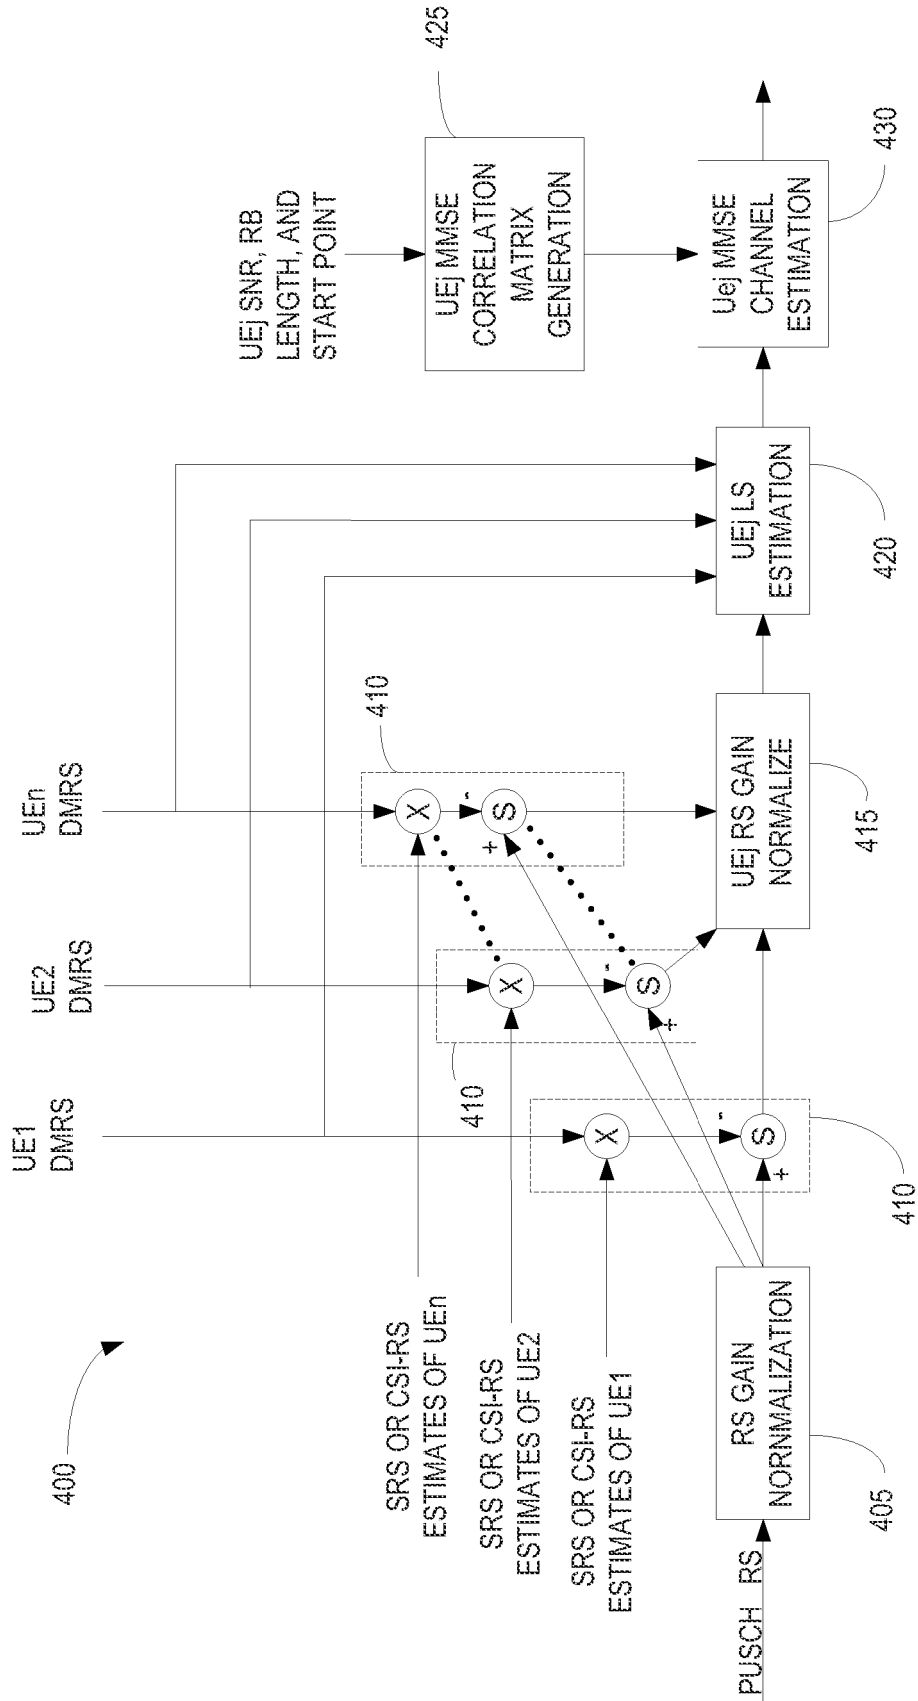 400
UE1
DMRS
UE2
DMRS
UEn
DMRS
UEj SNR, RB
LENGTH, AND
START POINT
425
UEj MMSE
CORRELATION
MATRIX
GENERATION
SRS OR CSI-RS
ESTIMATES OF UEn
SRS OR CSI-RS
ESTIMATES OF UE2
SRS OR CSI-RS
ESTIMATES OF UE1
410
X
-
S
+
410
X
-
S
+
410
X
-
S
+
PUSCH RS
RS GAIN
NORNMALIZATION
405
UEj RS GAIN
NORMALIZE
415
UEj LS
ESTIMATION
420
Uej MMSE
CHANNEL
ESTIMATION
430